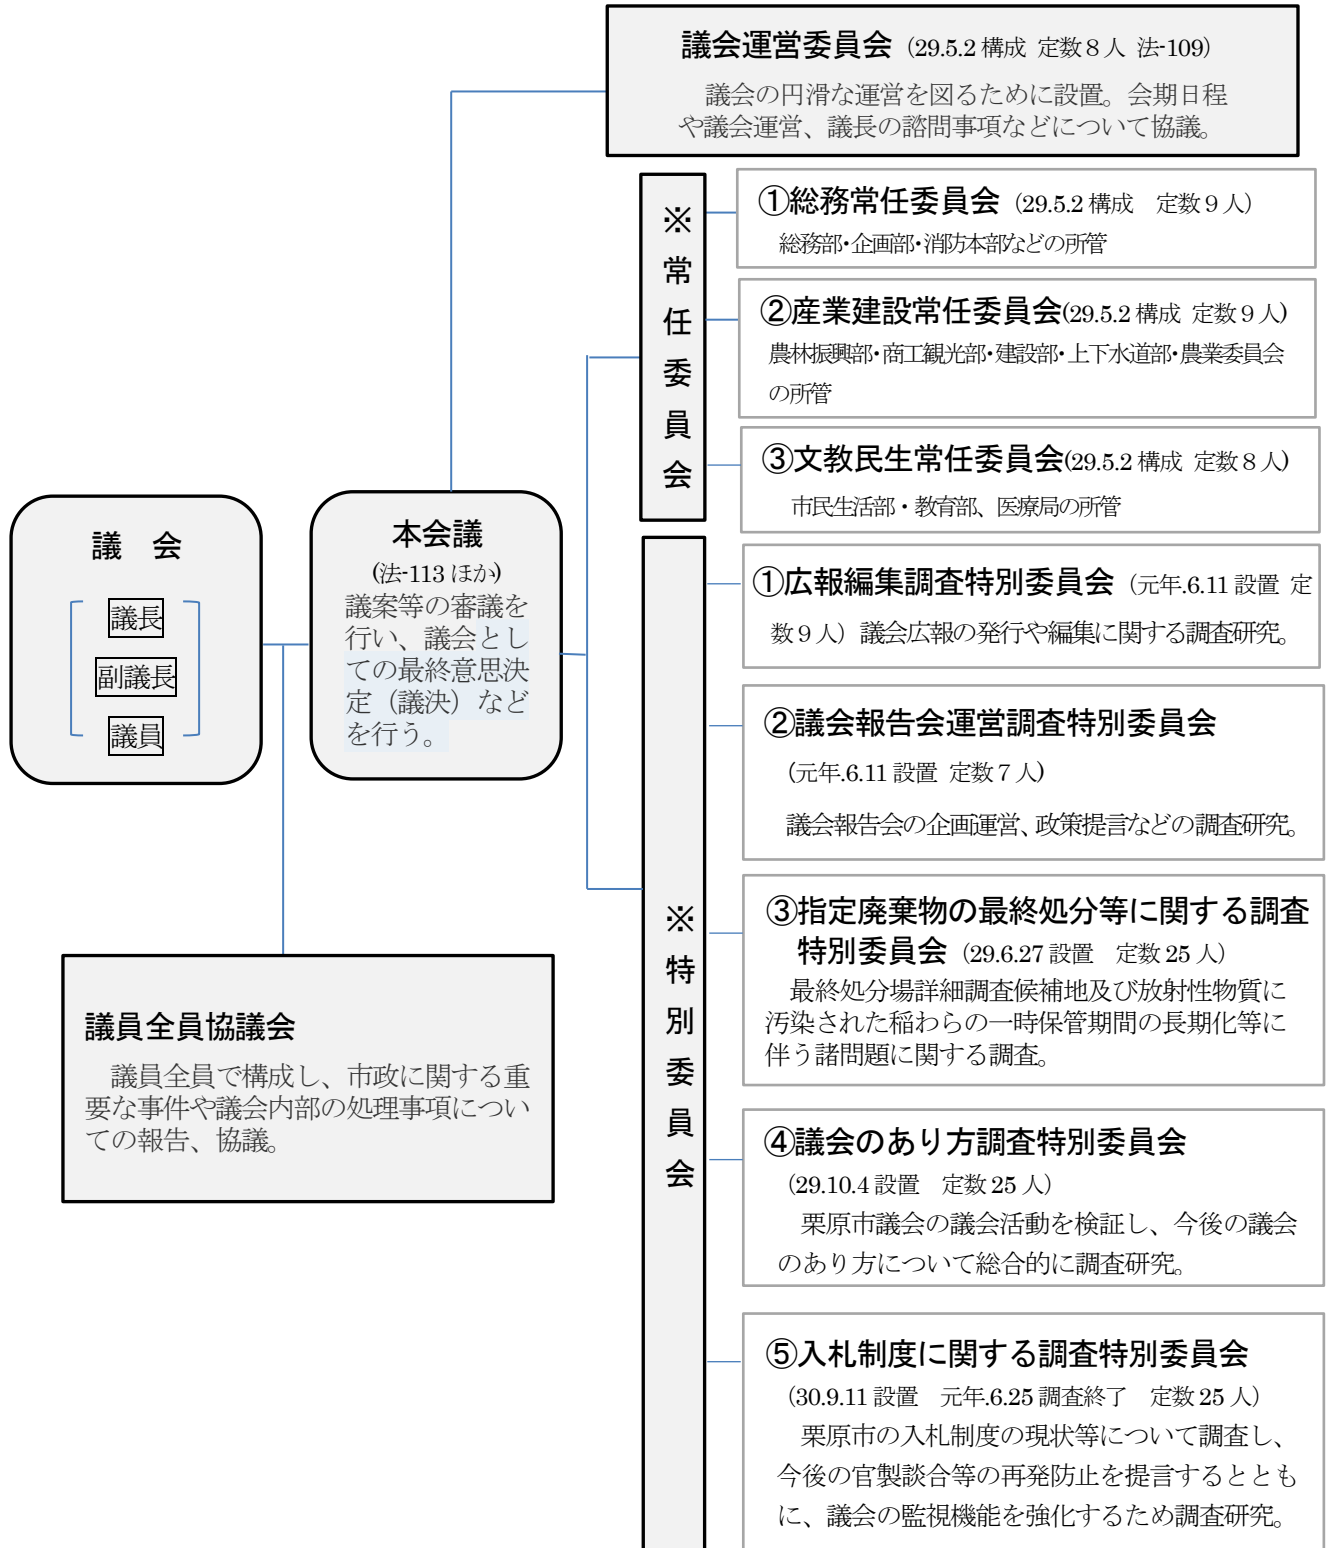 議会運営委員会（29.5.2構成 定数８人 法-109）
議会の円滑な運営を図るために設置。会期日程
や議会運営、議長の諮問事項などについて協議。
※常任委員会
①総務常任委員会（29.5.2構成　定数９人）
総務部・企画部・消防本部などの所管
②産業建設常任委員会(29.5.2構成 定数９人)
農林振興部・商工観光部・建設部・上下水道部・農業委員会
の所管
③文教民生常任委員会(29.5.2構成 定数８人)
市民生活部・教育部、医療局の所管
議　会
議長
副議長
議員
本会議
(法-113ほか)
議案等の審議を
行い、議会とし
ての最終意思決
定（議決）など
を行う。
議員全員協議会
議員全員で構成し、市政に関する重
要な事件や議会内部の処理事項につい
ての報告、協議。
※特別委員会
①広報編集調査特別委員会（元年.6.11設置 定
数９人）議会広報の発行や編集に関する調査研究。
②議会報告会運営調査特別委員会
(元年.6.11設置 定数７人)
議会報告会の企画運営、政策提言などの調査研究。
③指定廃棄物の最終処分等に関する調査
特別委員会（29.6.27設置　定数25人）
最終処分場詳細調査候補地及び放射性物質に
汚染された稲わらの一時保管期間の長期化等に
伴う諸問題に関する調査。
④議会のあり方調査特別委員会
（29.10.4設置　定数25人）
栗原市議会の議会活動を検証し、今後の議会
のあり方について総合的に調査研究。
⑤入札制度に関する調査特別委員会
（30.9.11設置　元年.6.25調査終了　定数25人）
栗原市の入札制度の現状等について調査し、
今後の官製談合等の再発防止を提言するととも
に、議会の監視機能を強化するため調査研究。